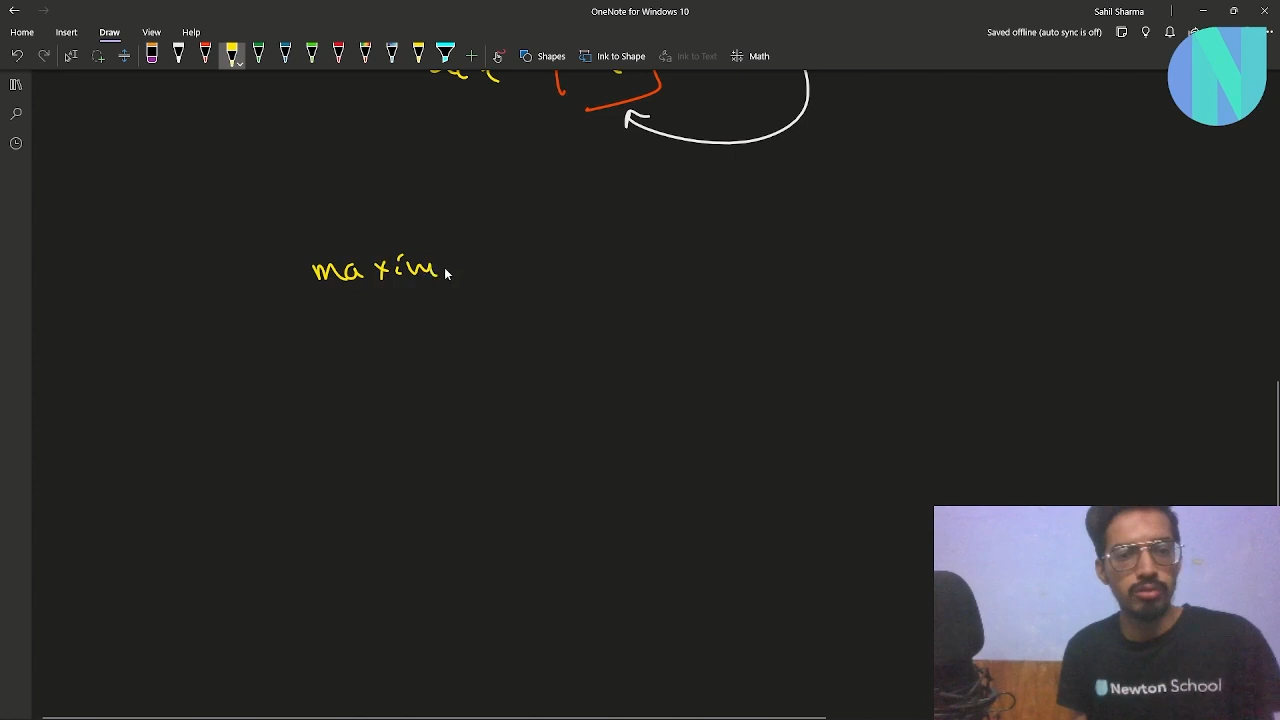 OneNote for Windows 10
Sahil Sharma
Home Insert Draw View Help
Saved offline (auto sync is off)
Shapes Ink to Shape Ink to Text Math
maxim
Newton School